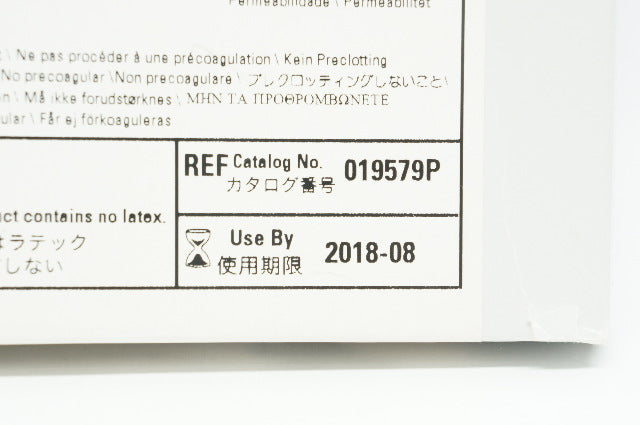 Permeabilidade \ Permeabilitet
\ Ne pas procéder à une précoagulation \ Kein Preclotting
No precoagular \ Non precoagulare \ プレクロッティングしないこと \
n \ Må ikke forudstørknes \ ΜΗΝ ΤΑ ΠΡΟΘΡΟΜΒΩΝΕΤΕ
ular \ Får ej förkoaguleras
REF Catalog No. 019579P
カタログ番号
ct contains no latex.
はラテック
しない
Use By 2018-08
使用期限